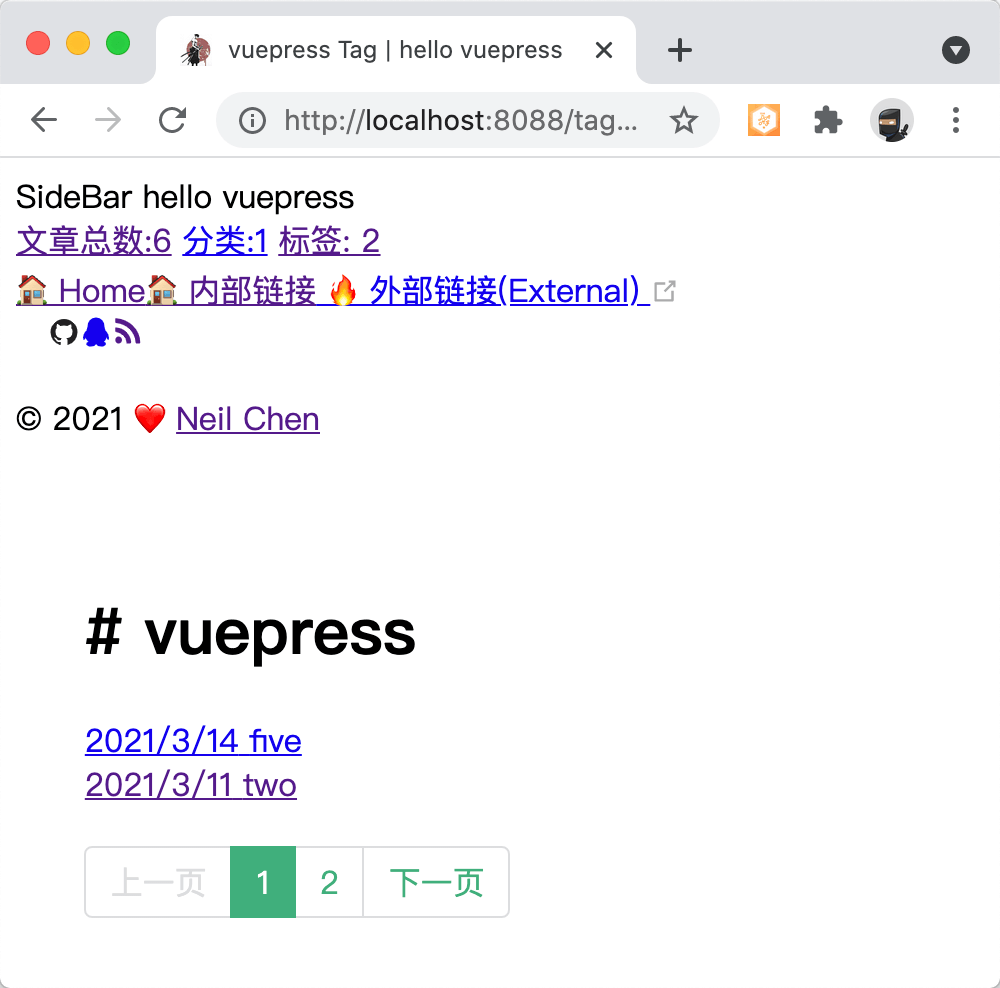 vuepress Tag | hello vuepress
http://localhost:8088/tag...
SideBar hello vuepress
文章总数:6 分类:1 标签: 2
🏠 Home🏠 内部链接 🔥 外部链接(External)
© 2021 ❤️ Neil Chen
# vuepress
2021/3/14 five
2021/3/11 two
上一页 1 2 下一页